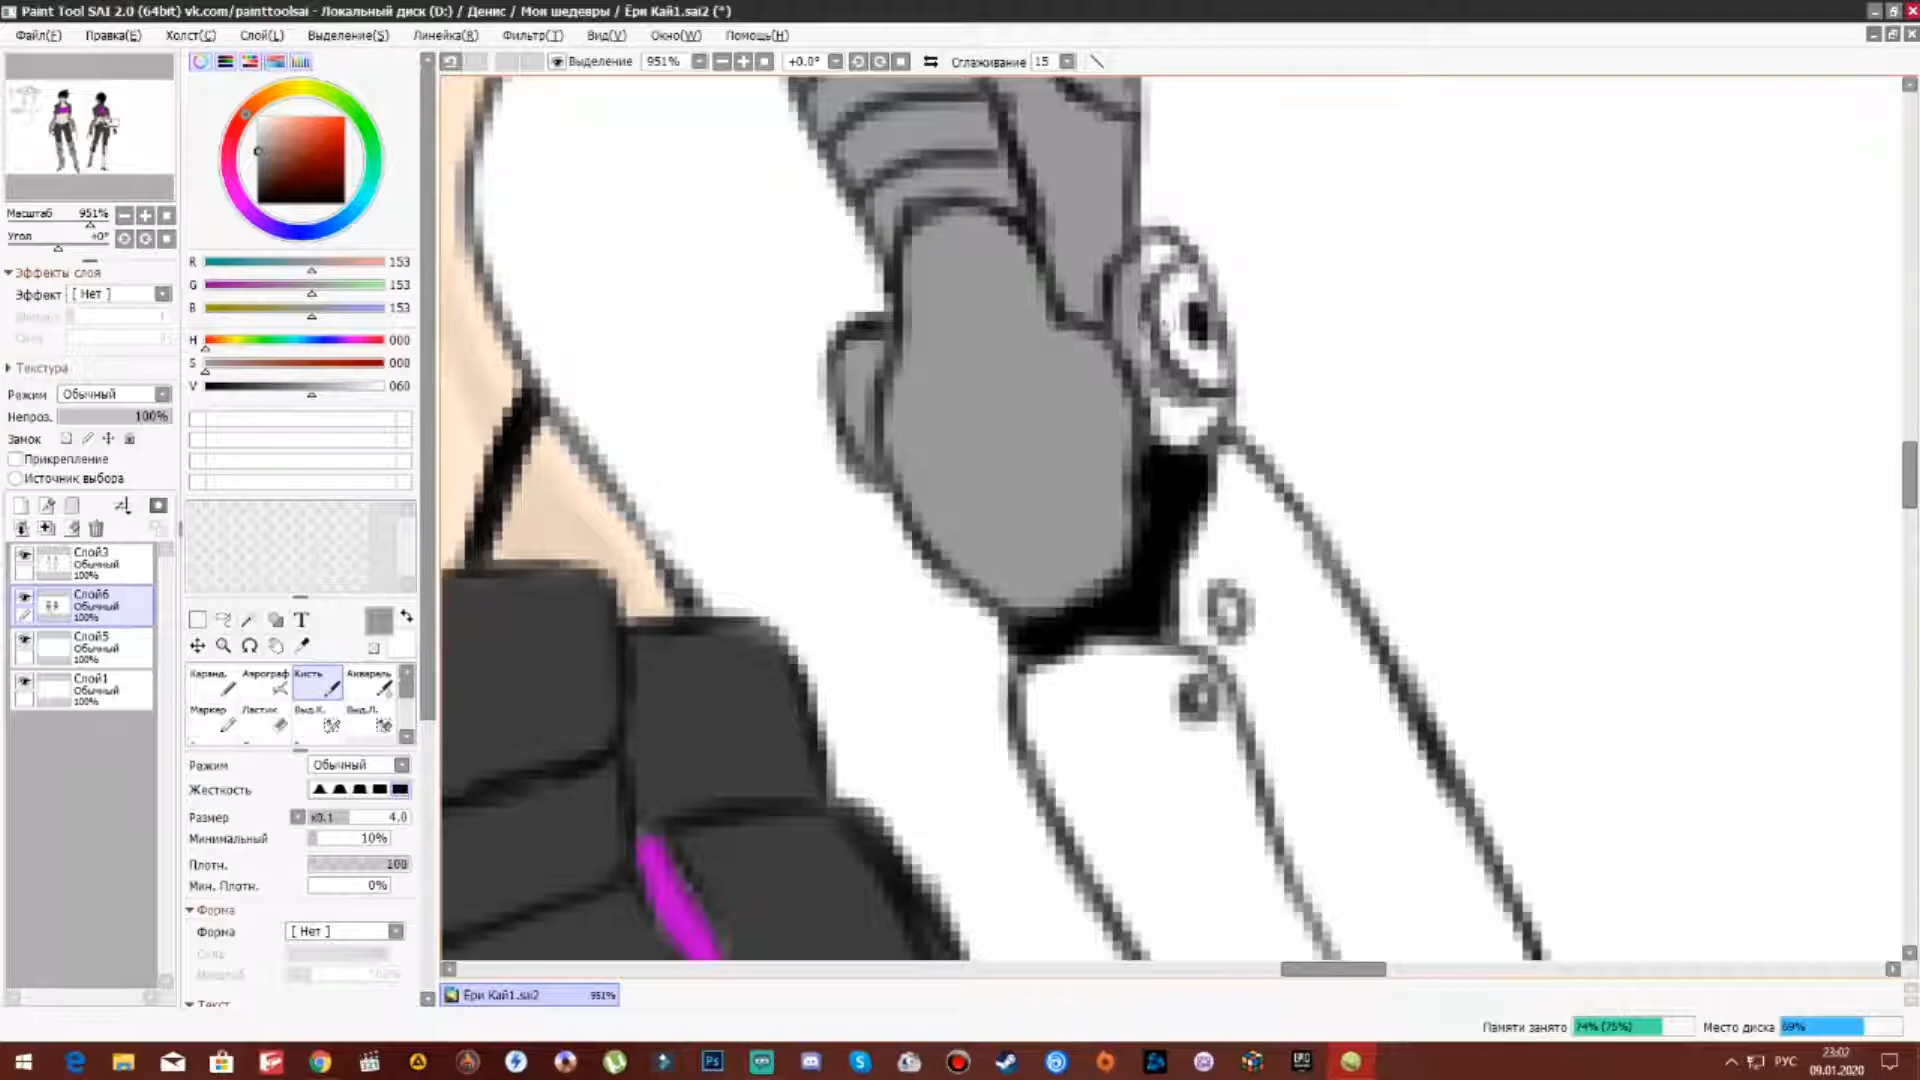 Paint Tool SAI 2.0 (64bit) vk.com/painttoolsai - Локальный диск (D:) / Денис / Мои шедевры / Ери Кай1.sai2 (*)
Файл(F) Правка(E) Холст(C) Слой(L) Выделение(S) Линейка(R) Фильтр(T) Вид(V) Окно(W) Помощь(H)
Выделение 951% +0.0° Сглаживание 15
Масштаб 951%
Угол +0°
Эффекты слоя
Эффект [ Нет ]
Текстура
Режим Обычный
Непроз. 100%
Замок
Прикрепление
Источник выбора
Слой3
Обычный
100%
Слой6
Обычный
100%
Слой5
Обычный
100%
Слой1
Обычный
100%
R 153
G 153
B 153
H 000
S 000
V 060
T
Каранд. Аэрограф Кисть Акварель
Маркер Ластик Выд.К. Выд.Л.
Режим Обычный
Жесткость
Размер x0.1 4.0
Минимальный 10%
Плотн. 100
Мин. Плотн. 0%
Форма
Форма [ Нет ]
Текст
Ери Кай1.sai2 951%
Памяти занято 74% (75%) Место диска 69%
Ps
РУС
23:02
09.01.2020